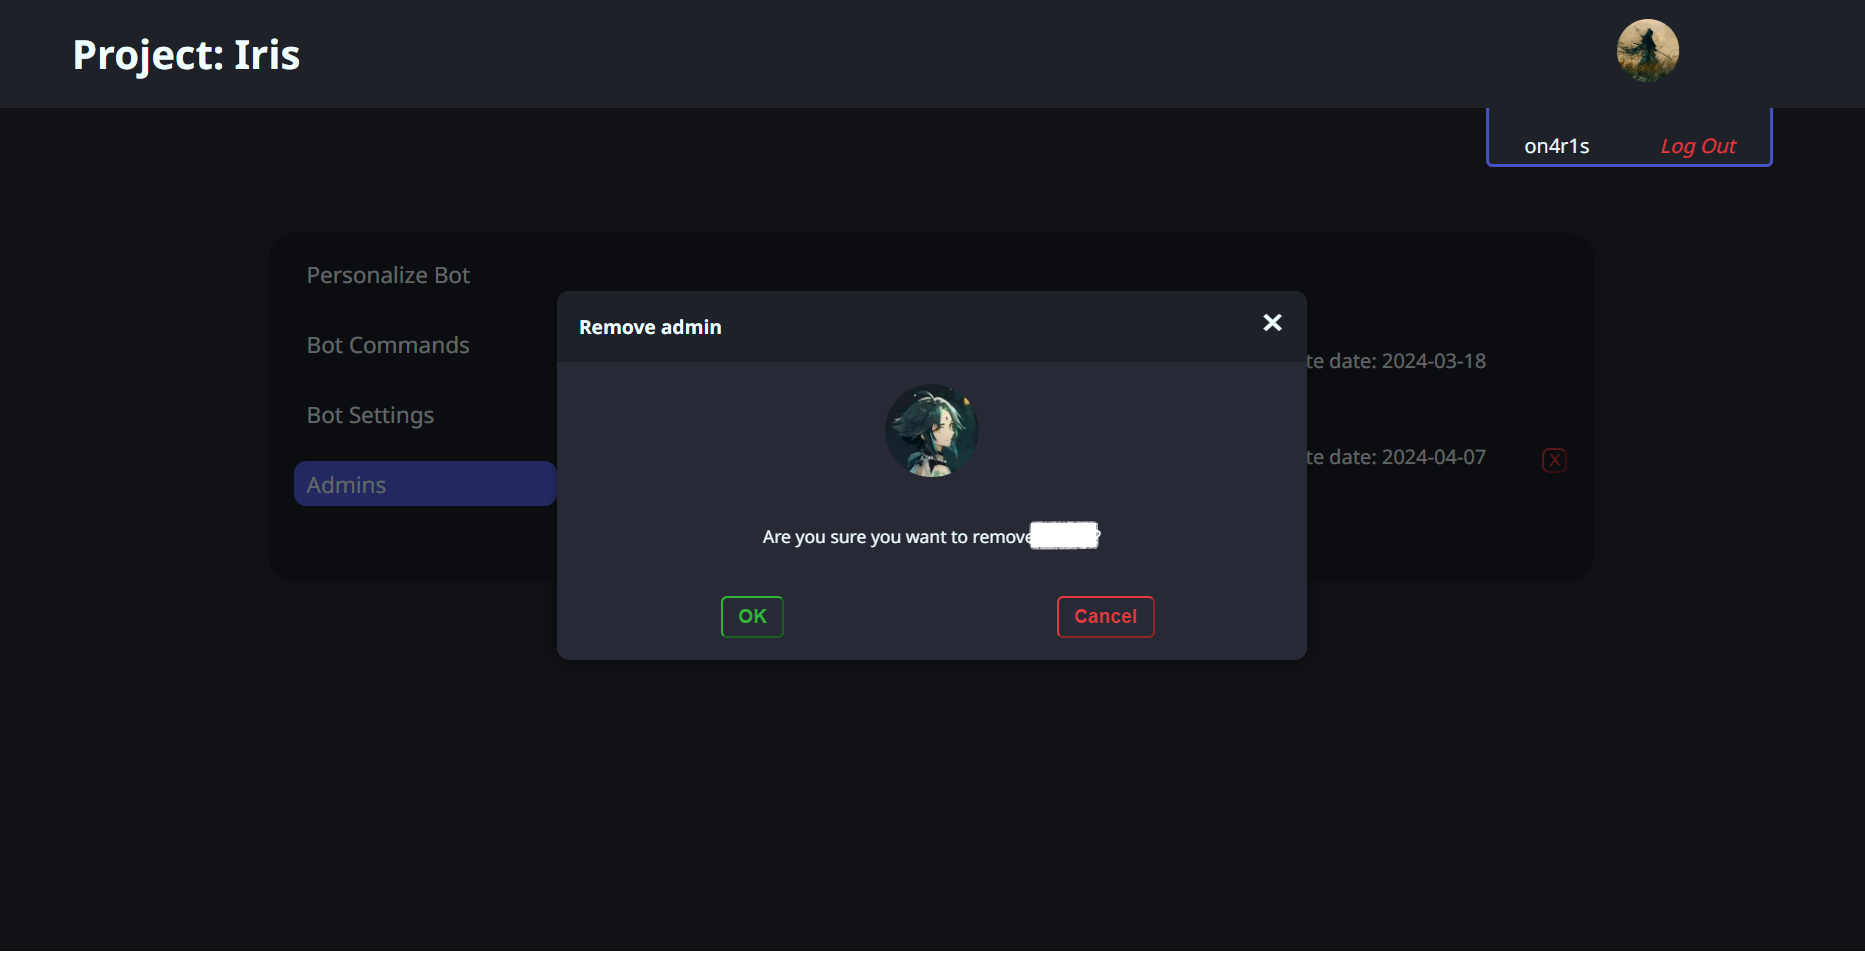 Project: Iris
on4r1s Log Out
Personalize Bot
Bot Commands
Bot Settings
Admins
Remove admin
te date: 2024-03-18
te date: 2024-04-07
X
Are you sure you want to remove ?
OK Cancel